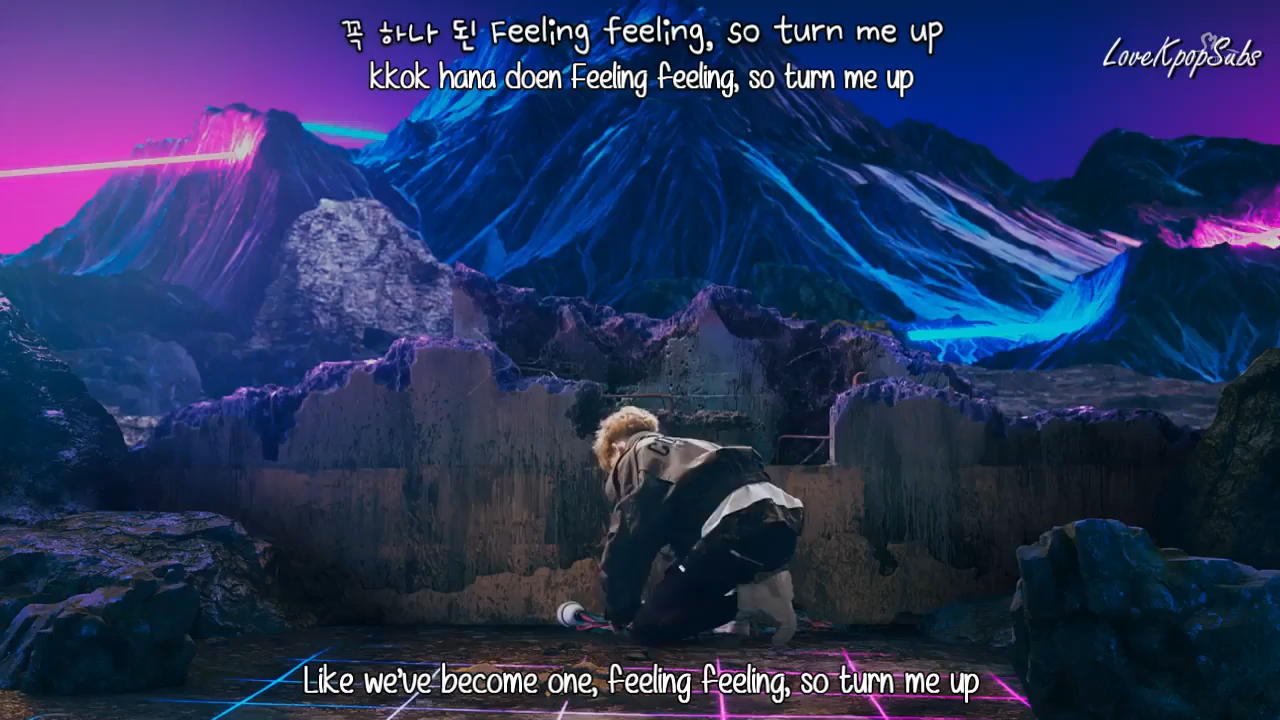 꼭 하나 된 Feeling feeling, so turn me up
kkok hana doen Feeling feeling, so turn me up
LoveKpopSubs
Like we've become one, feeling feeling, so turn me up